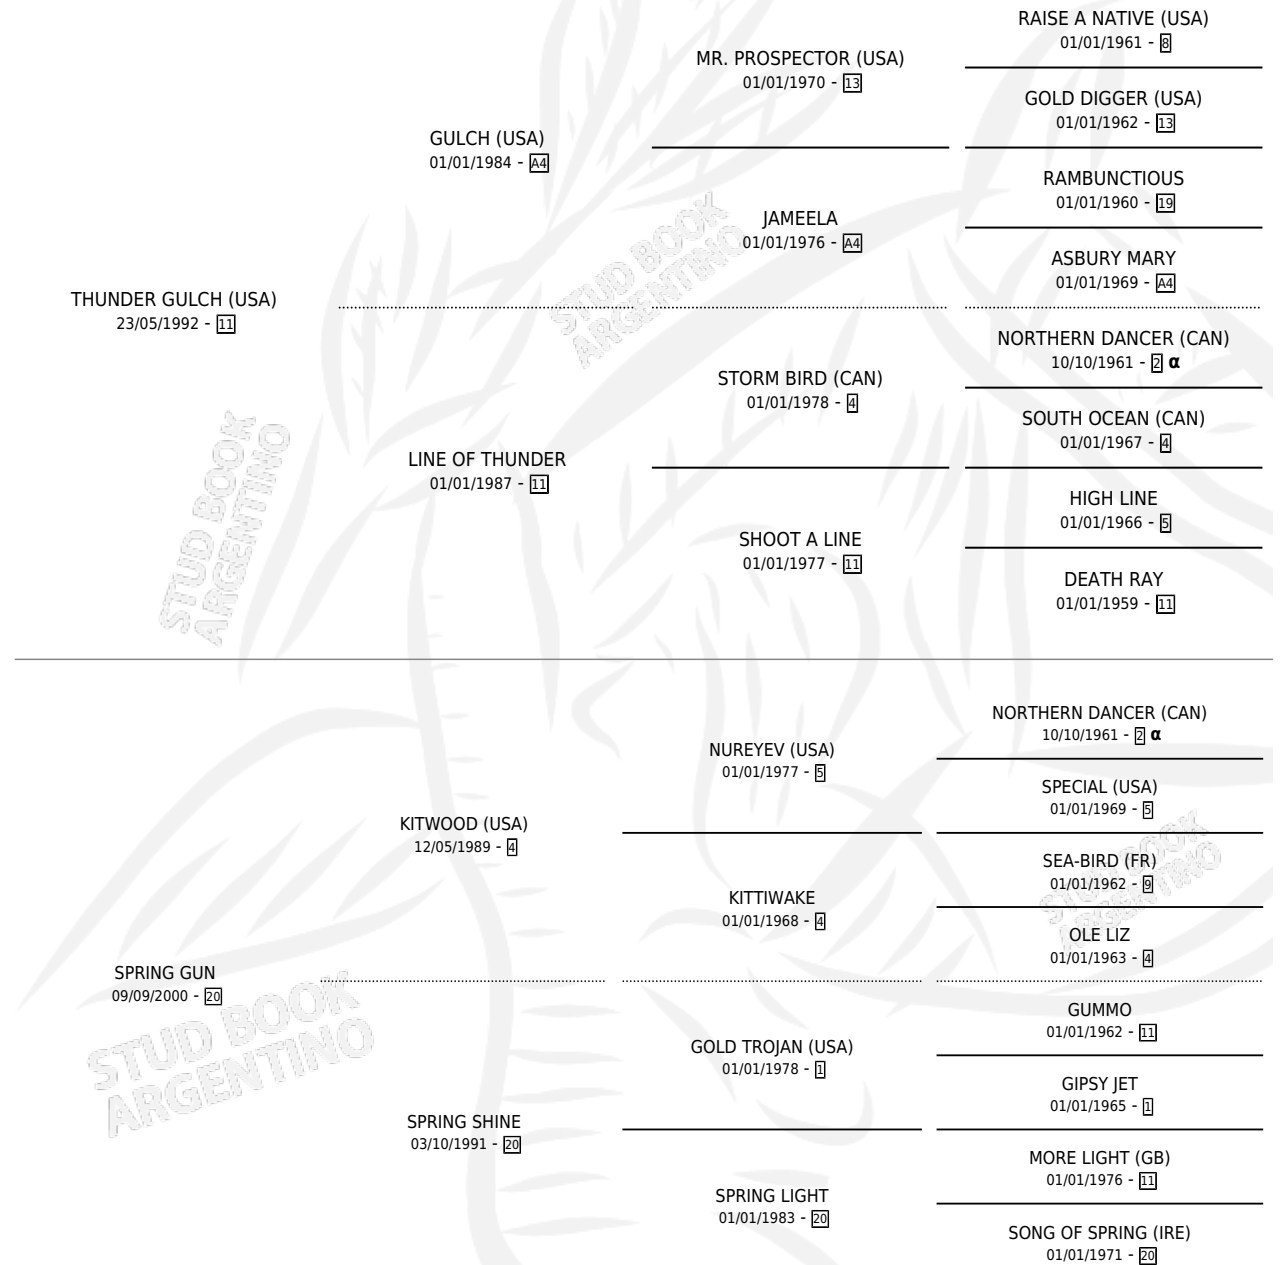 RAISE A NATIVE (USA)
01/01/1961 - 8
MR. PROSPECTOR (USA)
01/01/1970 - 13
GOLD DIGGER (USA)
01/01/1962 - 13
GULCH (USA)
01/01/1984 - A4
RAMBUNCTIOUS
01/01/1960 - 19
JAMEELA
01/01/1976 - A4
ASBURY MARY
01/01/1969 - A4
THUNDER GULCH (USA)
23/05/1992 - 11
NORTHERN DANCER (CAN)
10/10/1961 - 2 α
STORM BIRD (CAN)
01/01/1978 - 4
SOUTH OCEAN (CAN)
01/01/1967 - 4
LINE OF THUNDER
01/01/1987 - 11
HIGH LINE
01/01/1966 - 5
SHOOT A LINE
01/01/1977 - 11
DEATH RAY
01/01/1959 - 11
NORTHERN DANCER (CAN)
10/10/1961 - 2 α
NUREYEV (USA)
01/01/1977 - 5
SPECIAL (USA)
01/01/1969 - 5
KITWOOD (USA)
12/05/1989 - 4
SEA-BIRD (FR)
01/01/1962 - 9
KITTIWAKE
01/01/1968 - 4
OLE LIZ
01/01/1963 - 4
SPRING GUN
09/09/2000 - 20
GUMMO
01/01/1962 - 11
GOLD TROJAN (USA)
01/01/1978 - 1
GIPSY JET
01/01/1965 - 1
SPRING SHINE
03/10/1991 - 20
MORE LIGHT (GB)
01/01/1976 - 11
SPRING LIGHT
01/01/1983 - 20
SONG OF SPRING (IRE)
01/01/1971 - 20
STUD BOOK
ARGENTINO
STUD BOOK
ARGENTINO
STUD BOOK
ARGENTINO
STUD BOOK
ARGENTINO